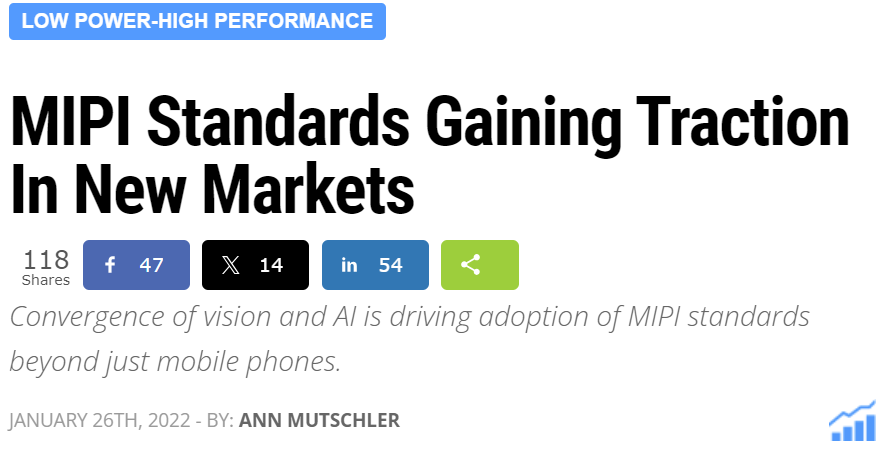 LOW POWER-HIGH PERFORMANCE
MIPI Standards Gaining Traction
In New Markets
118
Shares
47
14
in 54
Convergence of vision and AI is driving adoption of MIPI standards
beyond just mobile phones.
JANUARY 26TH, 2022 - BY: ANN MUTSCHLER